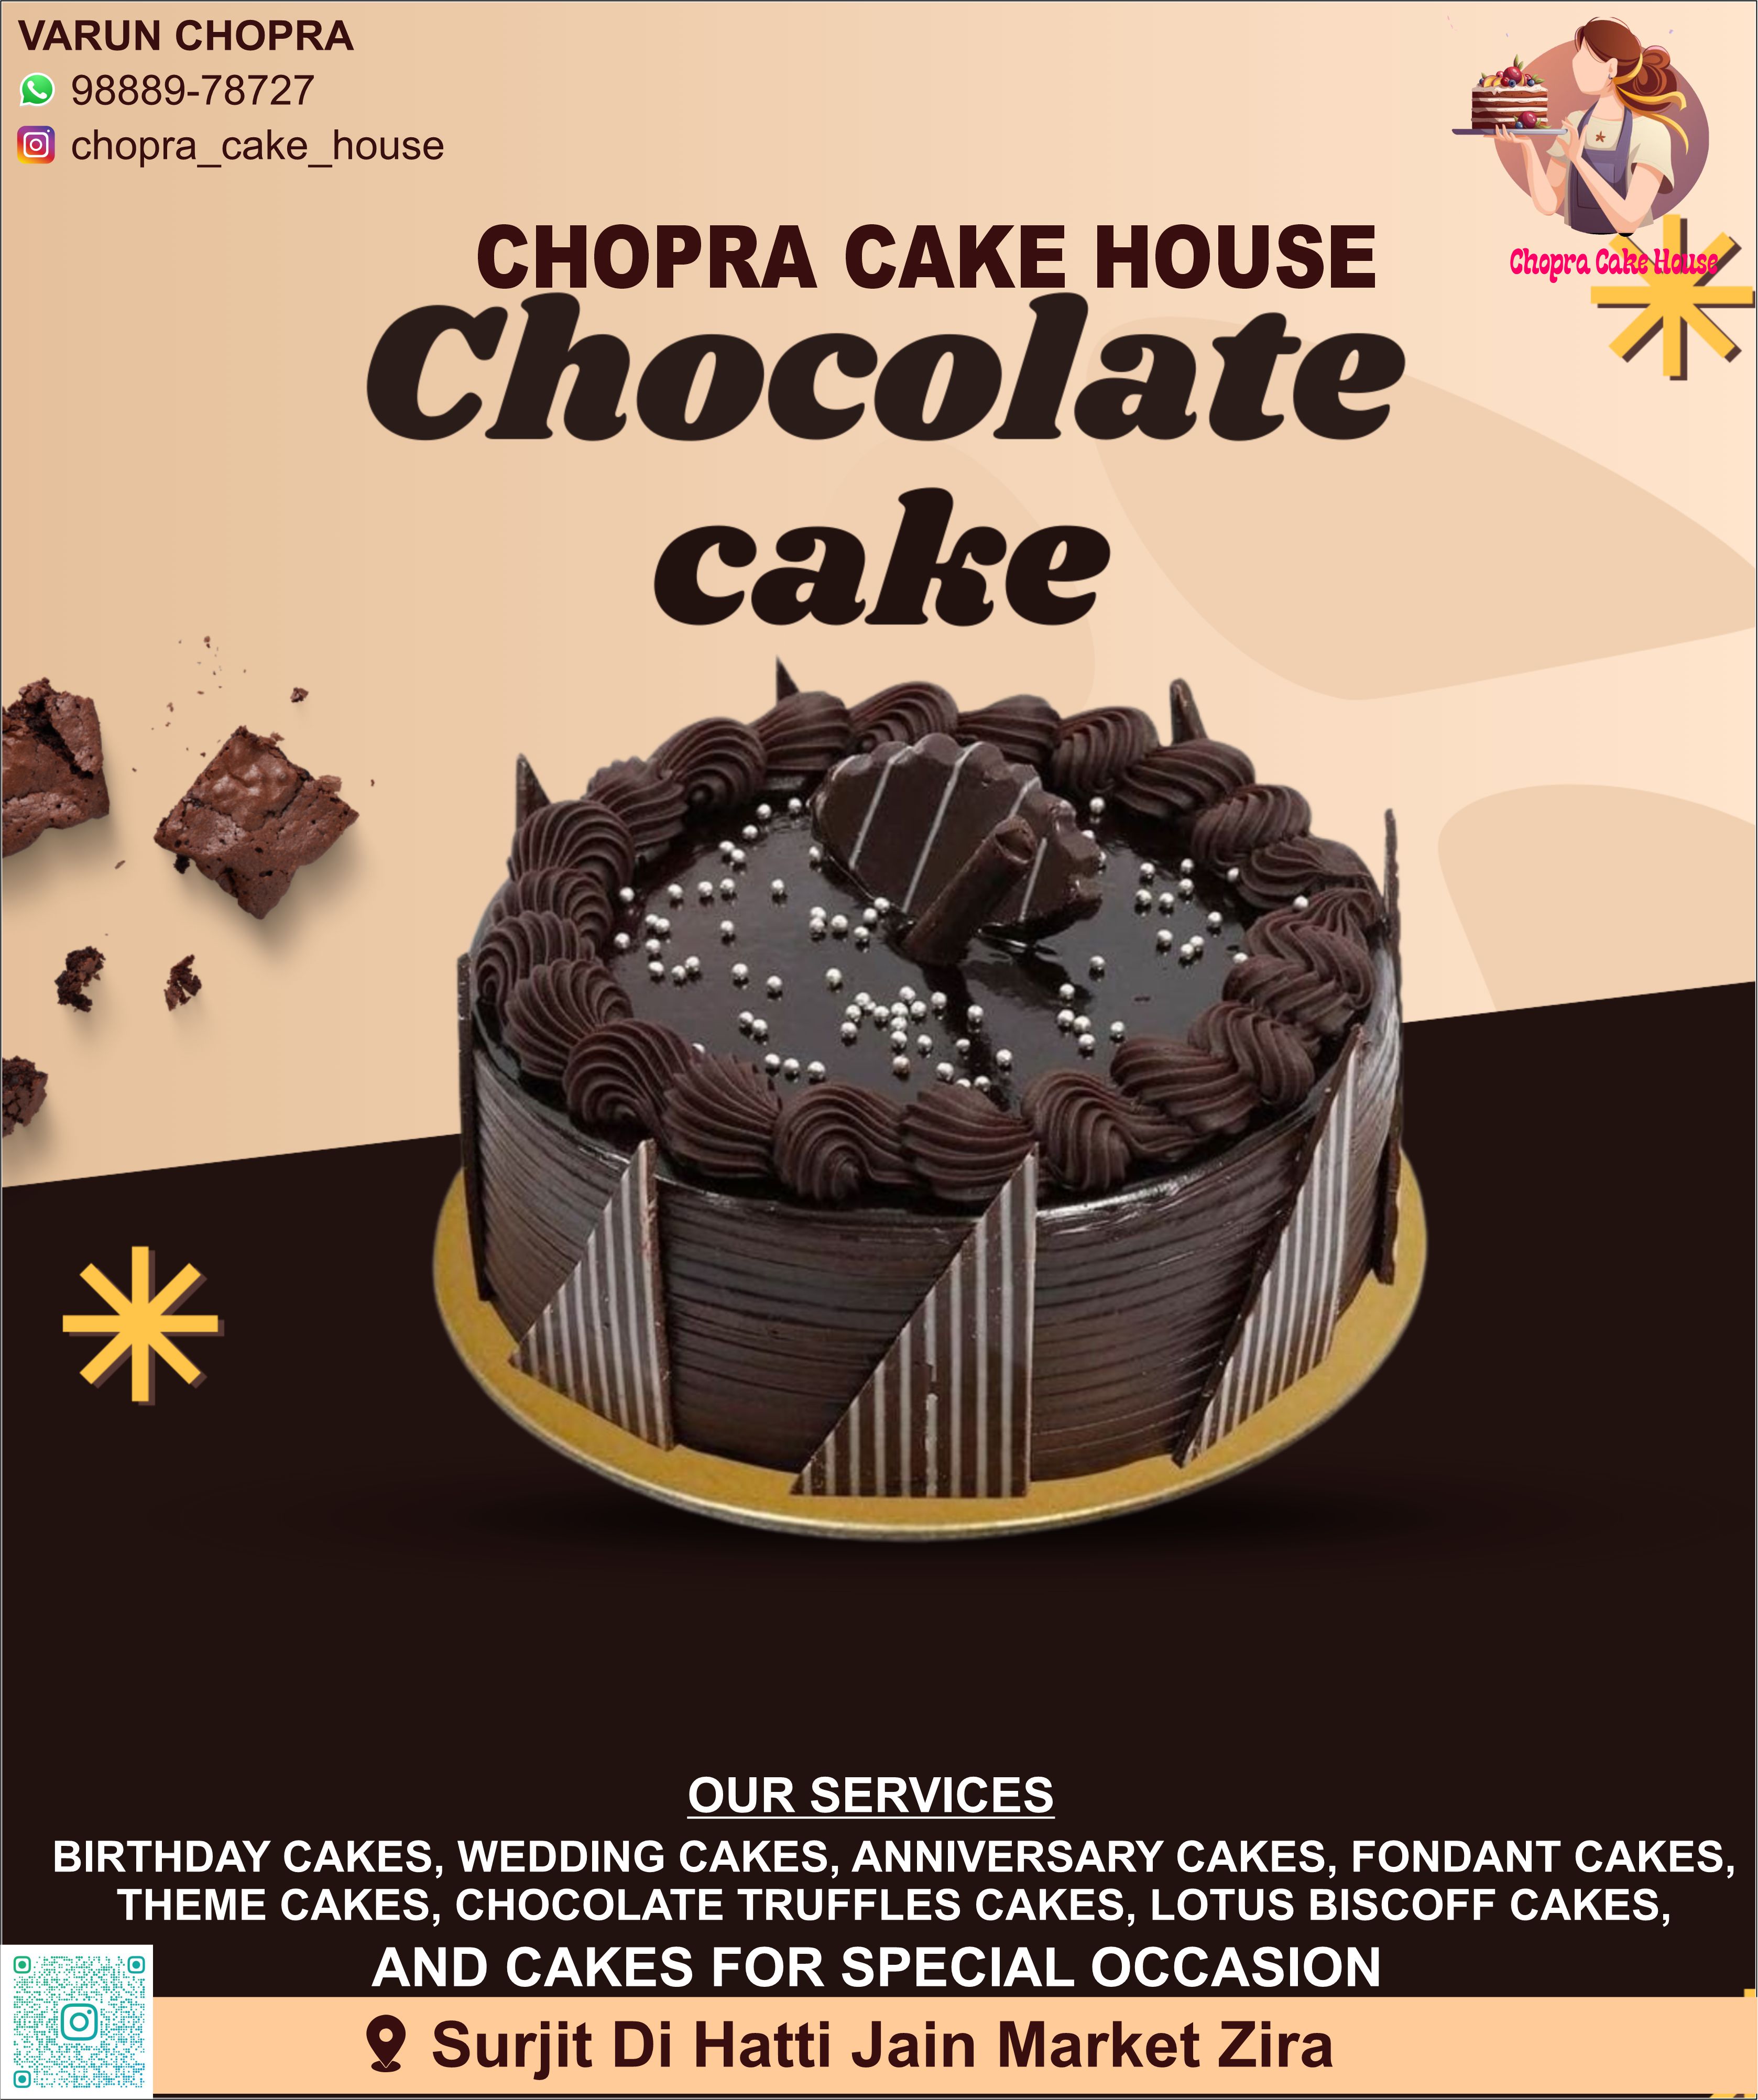 VARUN CHOPRA
98889-78727
chopra_cake_house
Chopra Cake House
CHOPRA CAKE HOUSE
Chocolate
cake
OUR SERVICES
BIRTHDAY CAKES, WEDDING CAKES, ANNIVERSARY CAKES, FONDANT CAKES,
THEME CAKES, CHOCOLATE TRUFFLES CAKES, LOTUS BISCOFF CAKES,
AND CAKES FOR SPECIAL OCCASION
Surjit Di Hatti Jain Market Zira